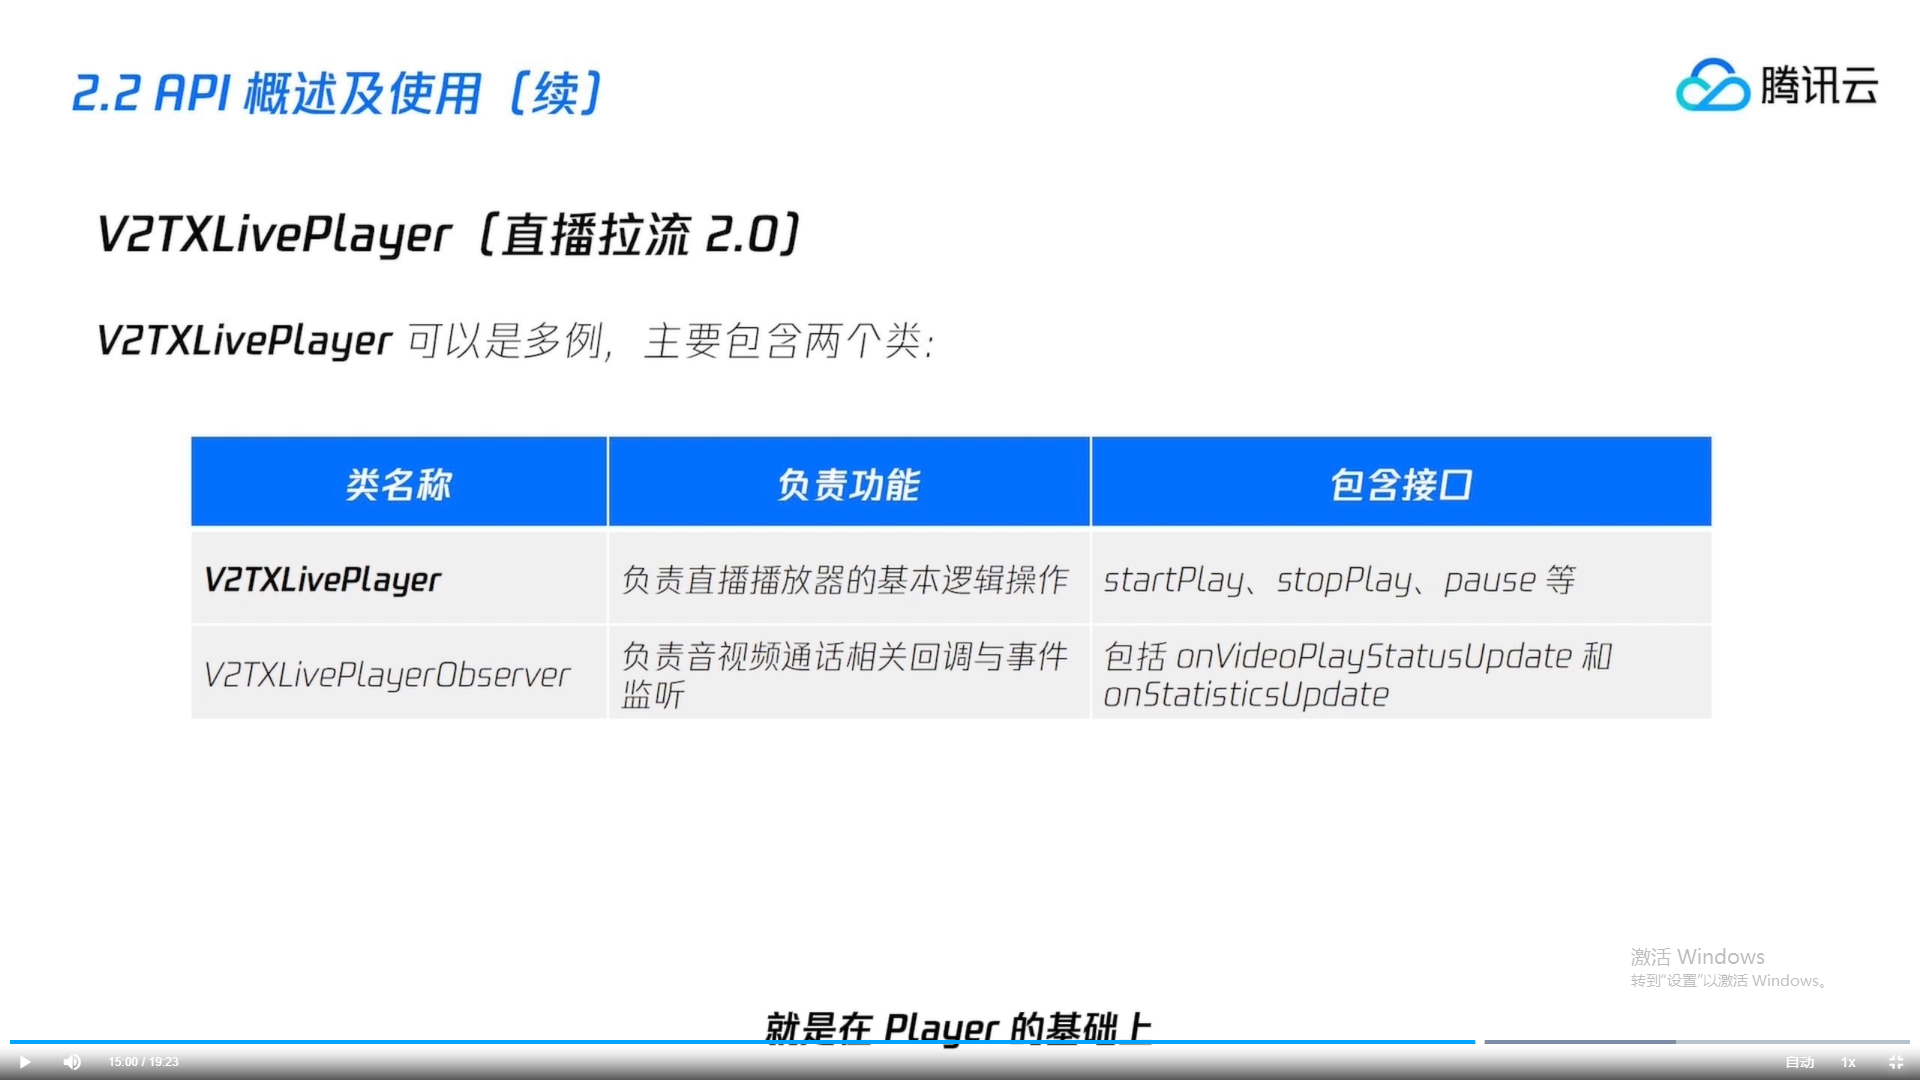 2.2 API 概述及使用（续）
腾讯云
V2TXLivePlayer（直播拉流 2.0）
V2TXLivePlayer 可以是多例，主要包含两个类：
类名称 负责功能 包含接口
V2TXLivePlayer 负责直播播放器的基本逻辑操作 startPlay、stopPlay、pause 等
V2TXLivePlayerObserver 负责音视频通话相关回调与事件
监听
包括 onVideoPlayStatusUpdate 和
onStatisticsUpdate
激活 Windows
转到“设置”以激活 Windows。
就是在 Player 的基础上
15:00 / 19:23 自动 1x